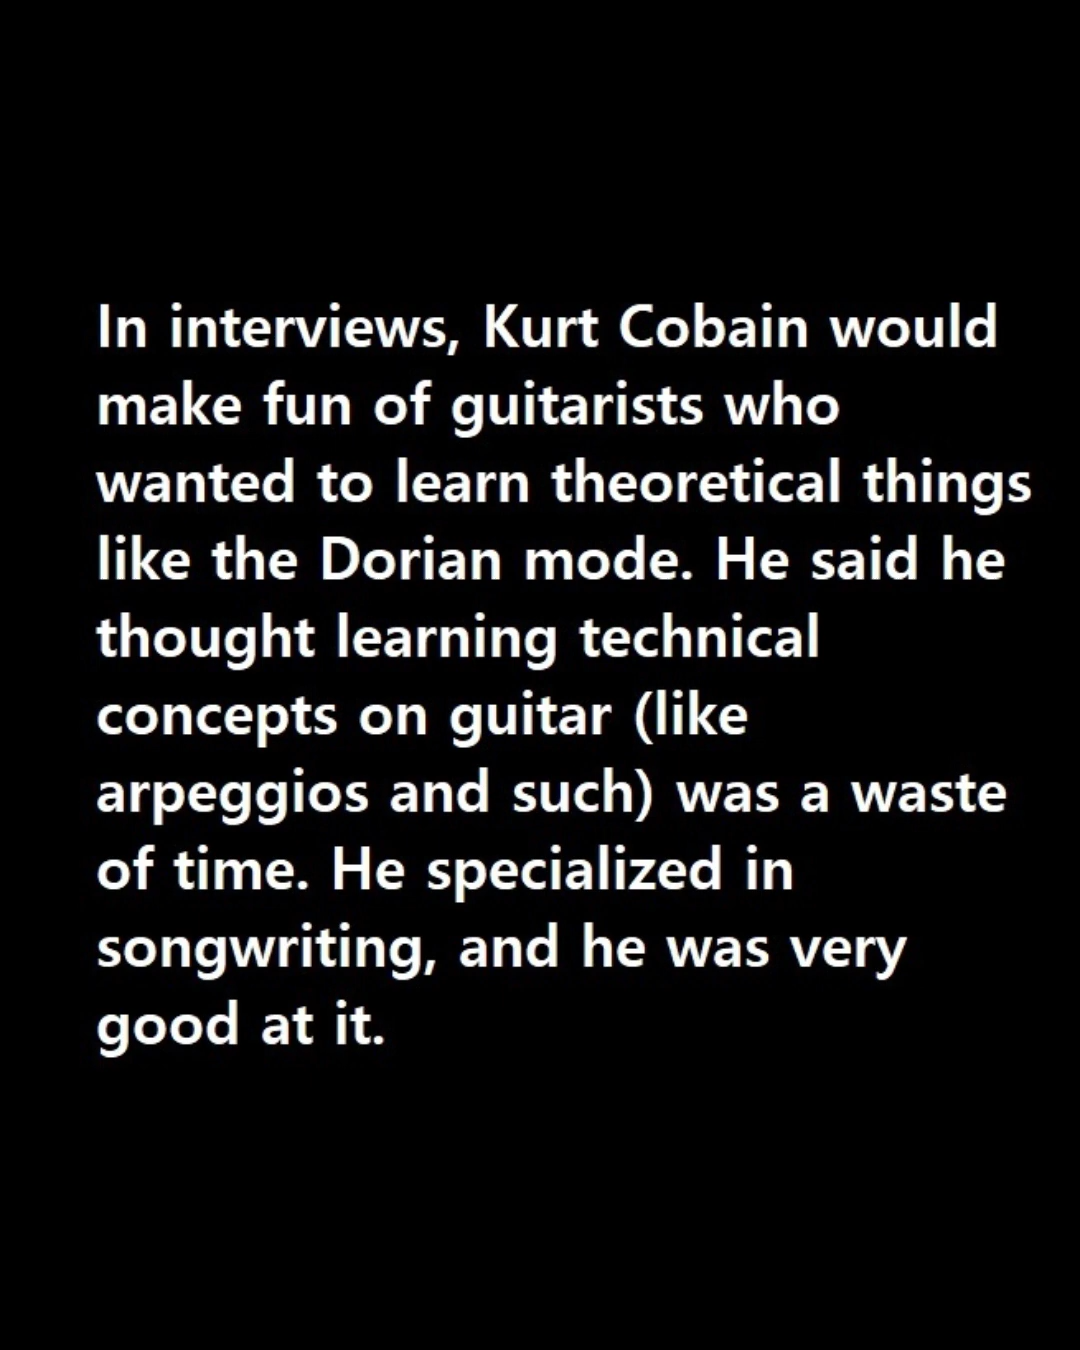 In interviews, Kurt Cobain would
make fun of guitarists who
wanted to learn theoretical things
like the Dorian mode. He said he
thought learning technical
concepts on guitar (like
arpeggios and such) was a waste
of time. He specialized in
songwriting, and he was very
good at it.